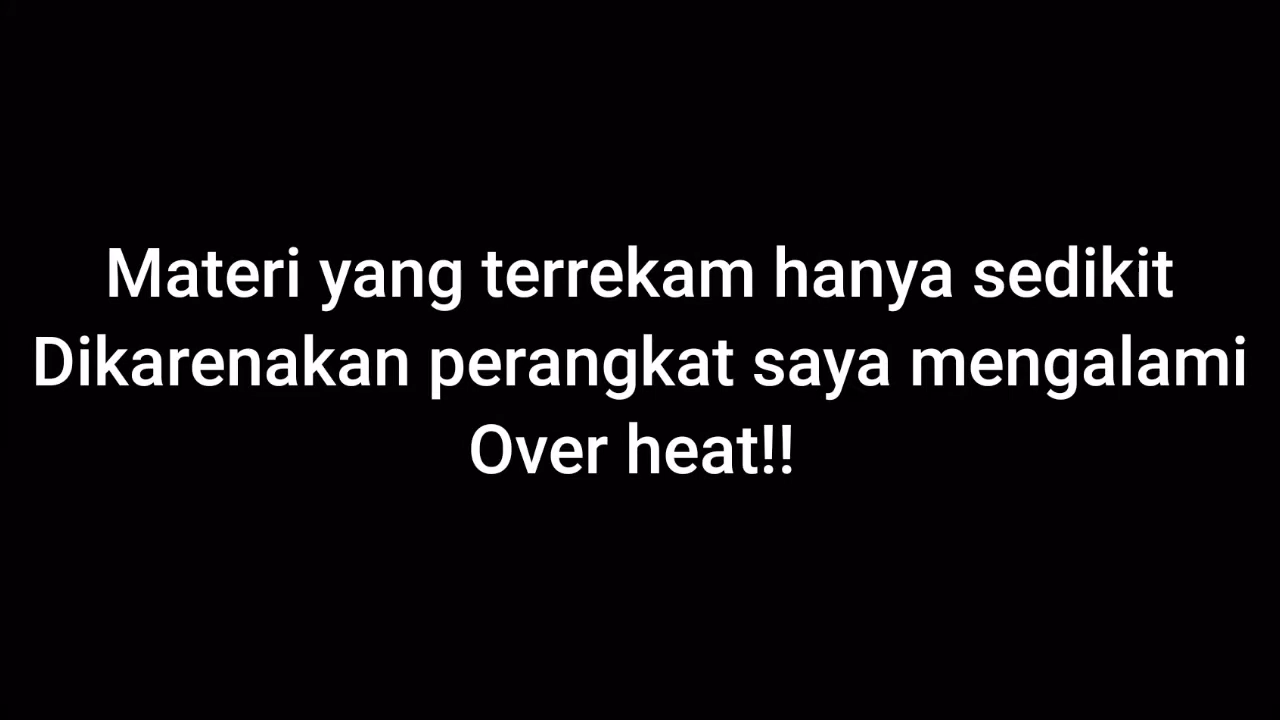 Materi yang terrekam hanya sedikit
Dikarenakan perangkat saya mengalami
Over heat!!